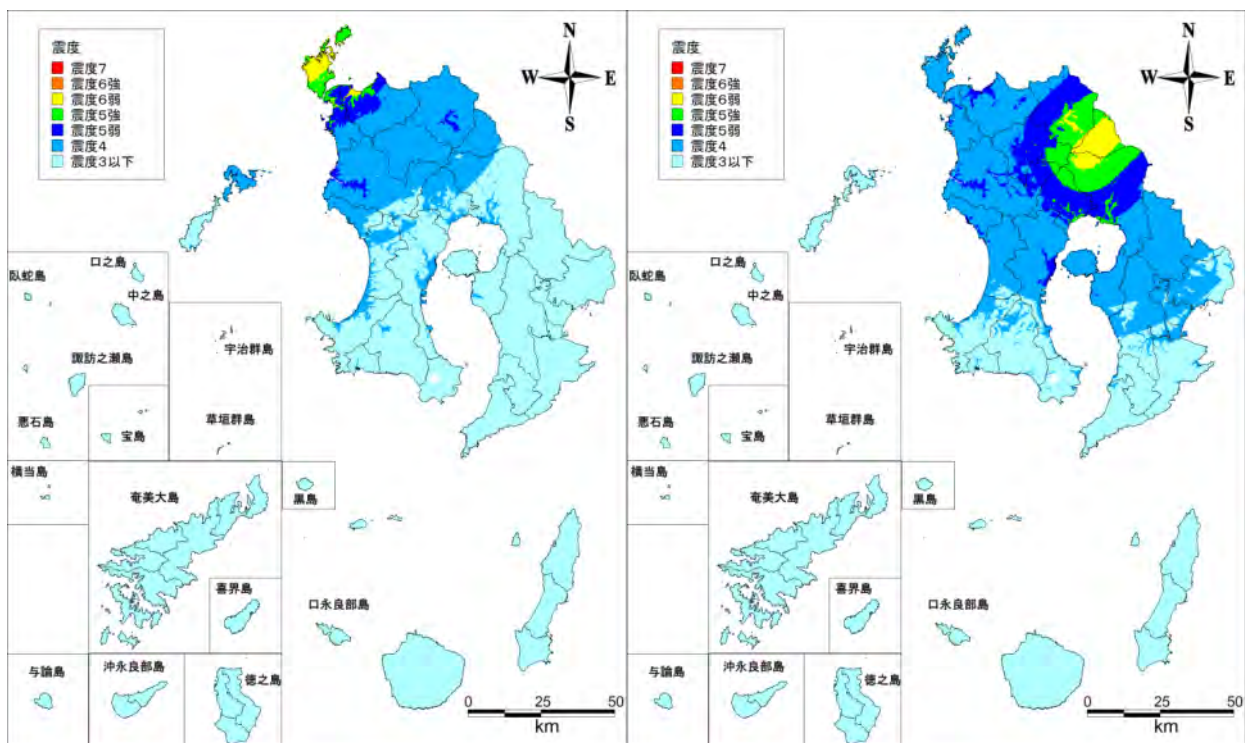 震度
震度7
震度6強
震度6弱
震度5強
震度5弱
震度4
震度3以下
N
W E
S
口之島
臥蛇島
中之島
諏訪之瀬島
宇治群島
悪石島
宝島
草垣群島
横当島
奄美大島
黒島
喜界島
口永良部島
与論島
沖永良部島
徳之島
0 25 50
km
震度
震度7
震度6強
震度6弱
震度5強
震度5弱
震度4
震度3以下
N
W E
S
口之島
臥蛇島
中之島
諏訪之瀬島
宇治群島
悪石島
宝島
草垣群島
横当島
奄美大島
黒島
喜界島
口永良部島
与論島
沖永良部島
徳之島
0 25 50
km